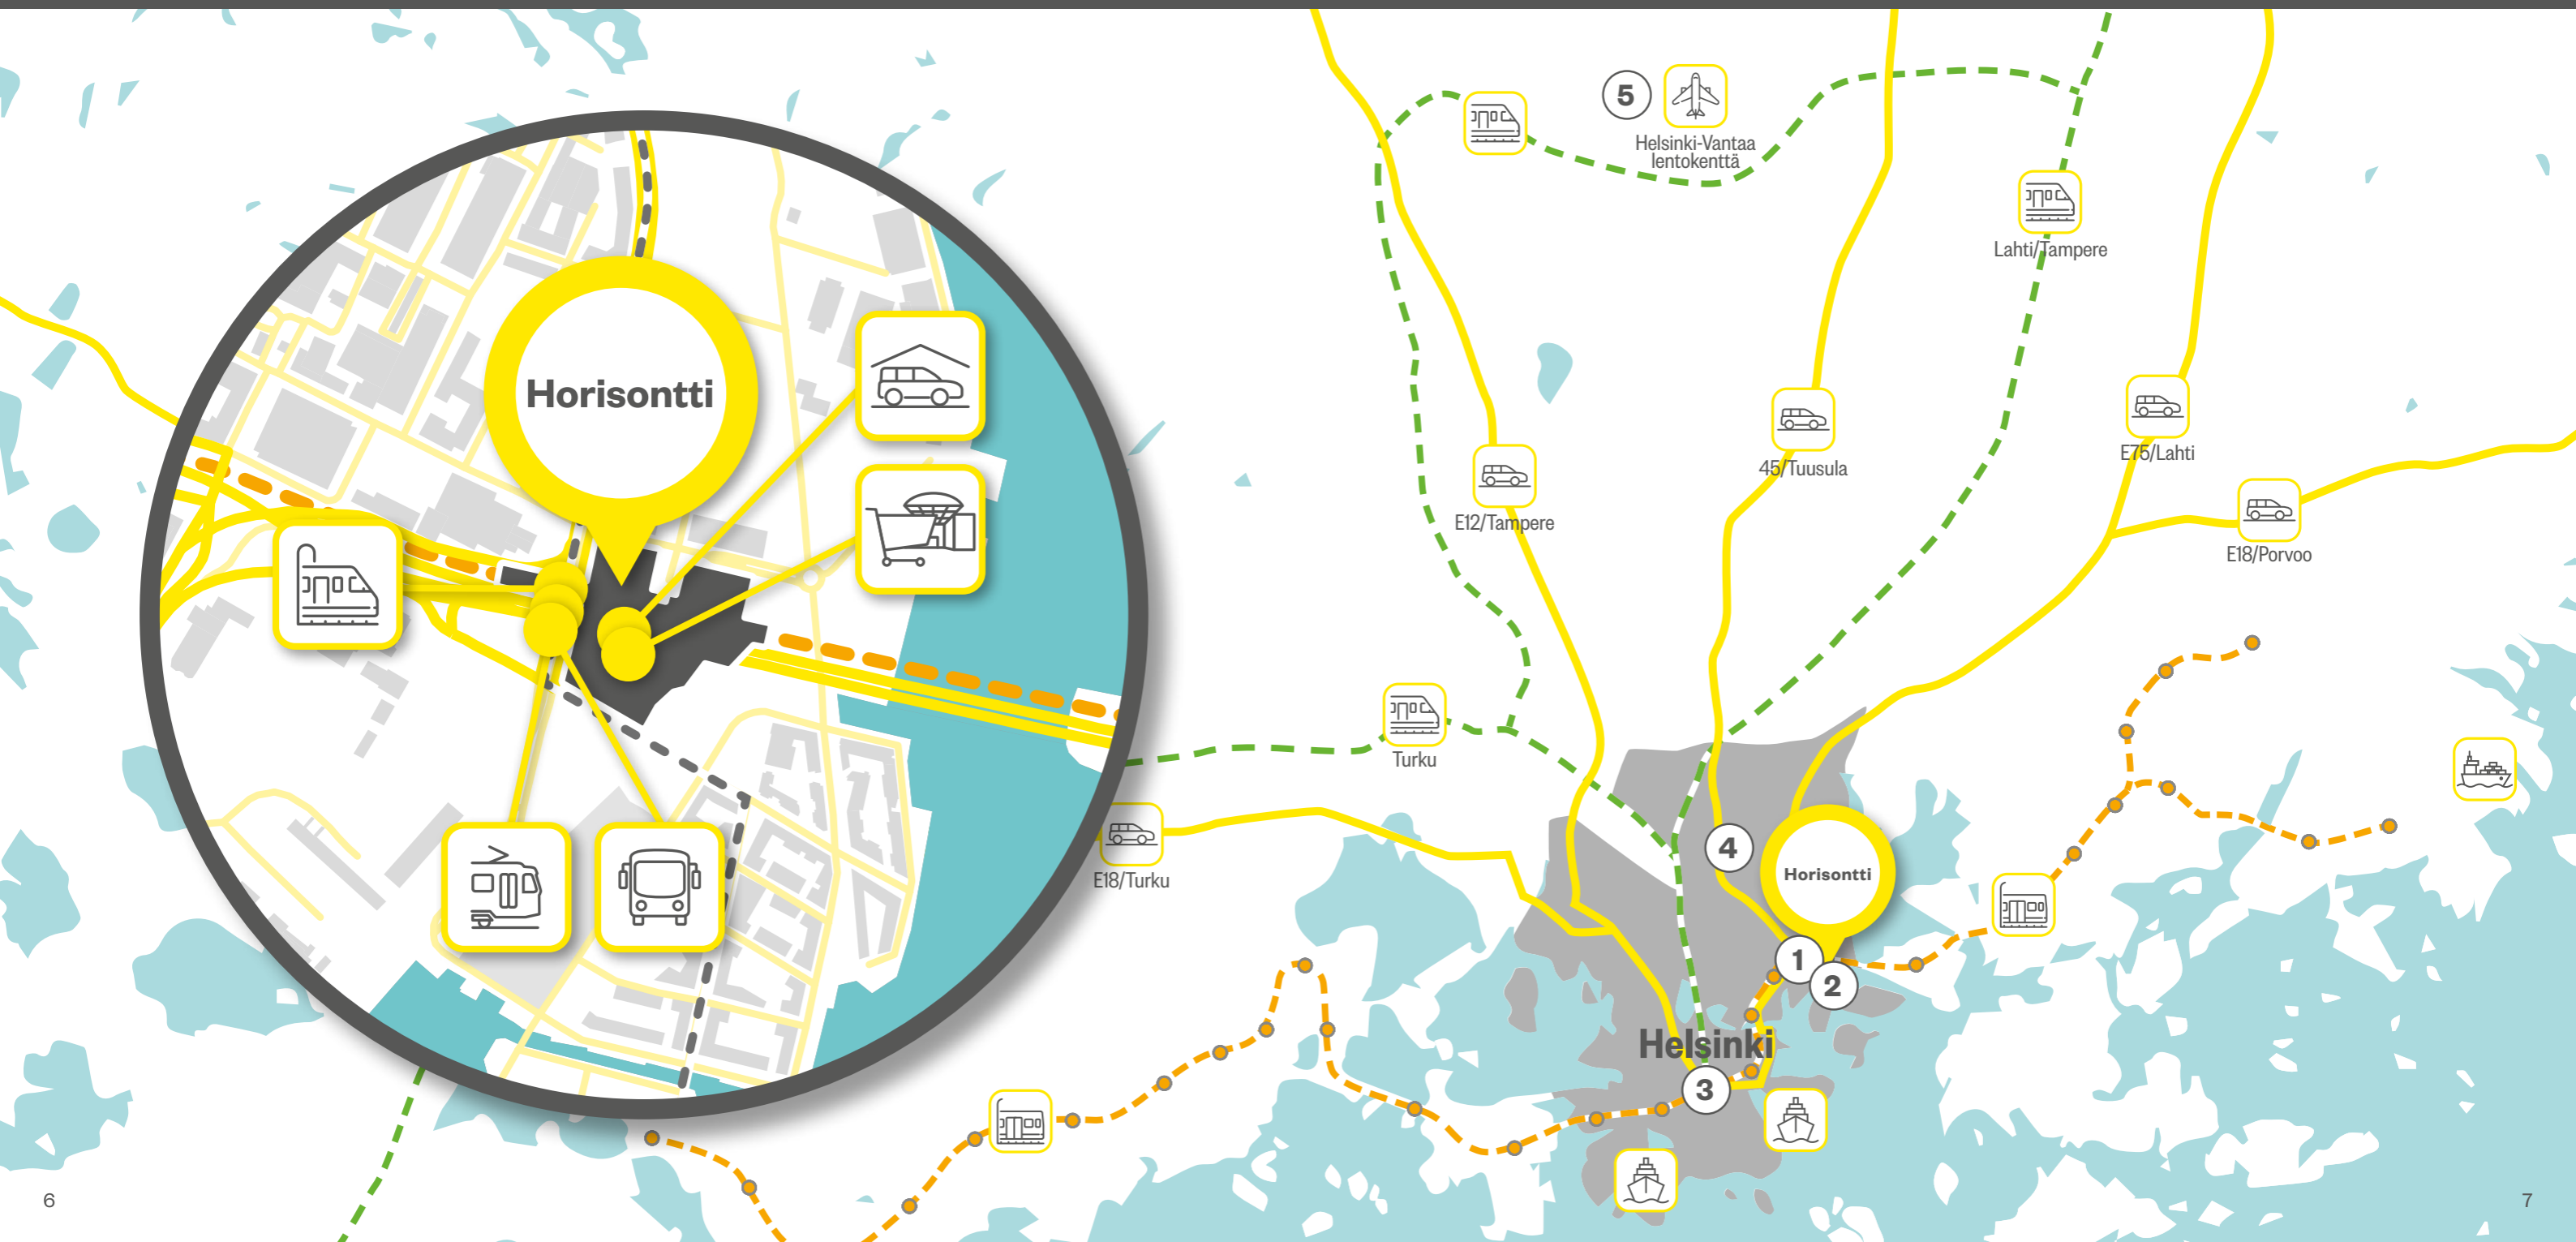 5
Helsinki-Vantaa
lentokenttä
Lahti/Tampere
Horisontti
E75/Lahti
45/Tuusula
E12/Tampere
E18/Porvoo
Turku
E18/Turku
4
Horisontti
1
2
Helsinki
3
6
7